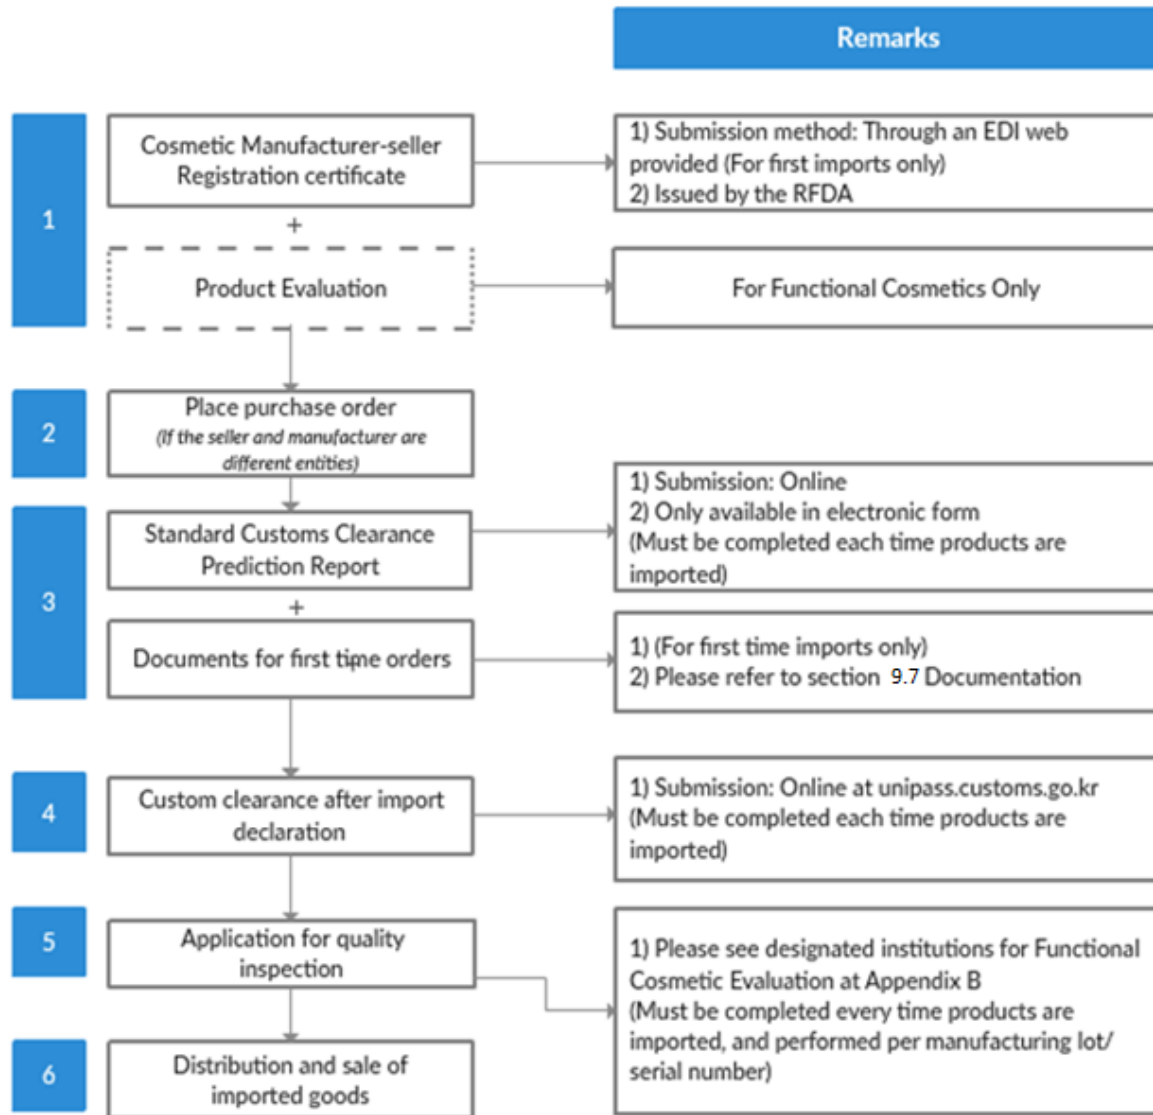 Remarks
1
Cosmetic Manufacturer-seller
Registration certificate
1) Submission method: Through an EDI web
provided (For first imports only)
2) Issued by the RFDA
+
Product Evaluation
For Functional Cosmetics Only
2
Place purchase order
(If the seller and manufacturer are
different entities)
3
Standard Customs Clearance
Prediction Report
1) Submission: Online
2) Only available in electronic form
(Must be completed each time products are
imported)
+
Documents for first time orders
1) (For first time imports only)
2) Please refer to section 9.7 Documentation
4
Custom clearance after import
declaration
1) Submission: Online at unipass.customs.go.kr
(Must be completed each time products are
imported)
5
Application for quality
inspection
1) Please see designated institutions for Functional
Cosmetic Evaluation at Appendix B
(Must be completed every time products are
imported, and performed per manufacturing lot/
serial number)
6
Distribution and sale of
imported goods